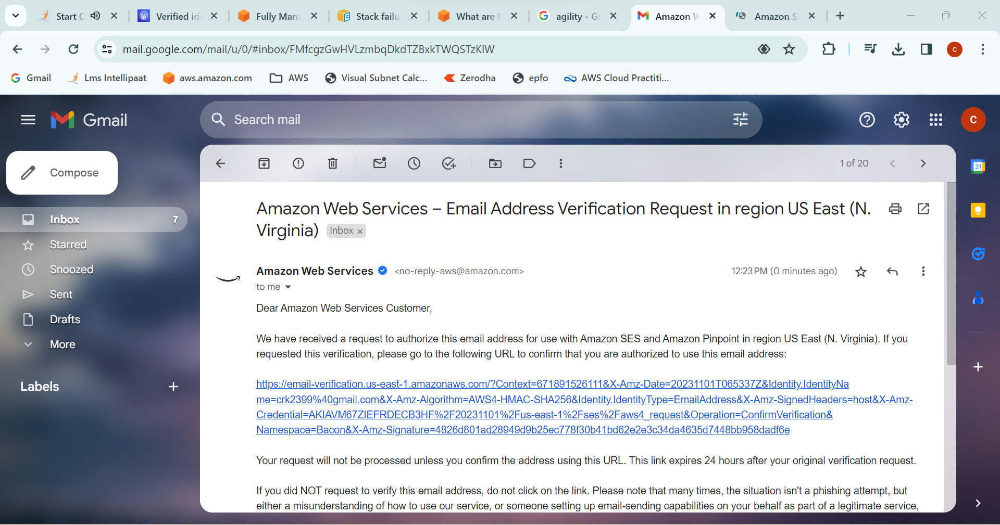 Start C
Verified id
Fully Mana
Stack failu
What are M
agility - Go
Amazon W
Amazon Si
mail.google.com/mail/u/0/#inbox/FMfcgzGwHVLzmbqDkdTZBxkTWQSTzKlW
C
Gmail
Lms Intellipaat
aws.amazon.com
AWS
Visual Subnet Calc...
Zerodha
epfo
AWS Cloud Practiti...
Gmail
Search mail
C
Compose
1 of 20
31
Inbox 7
Starred
Snoozed
Sent
Drafts
More
Labels
Amazon Web Services – Email Address Verification Request in region US East (N.
Virginia) Inbox x
Amazon Web Services <no-reply-aws@amazon.com> 12:23 PM (0 minutes ago)
to me
Dear Amazon Web Services Customer,
We have received a request to authorize this email address for use with Amazon SES and Amazon Pinpoint in region US East (N. Virginia). If you
requested this verification, please go to the following URL to confirm that you are authorized to use this email address:
https://email-verification.us-east-1.amazonaws.com/?Context=671891526111&X-Amz-Date=20231101T065337Z&Identity.IdentityNa
me=crk2399%40gmail.com&X-Amz-Algorithm=AWS4-HMAC-SHA256&Identity.IdentityType=EmailAddress&X-Amz-SignedHeaders=host&X-Amz-
Credential=AKIAVM67ZIEFRDECB3HF%2F20231101%2Fus-east-1%2Fses%2Faws4_request&Operation=ConfirmVerification&
Namespace=Bacon&X-Amz-Signature=4826d801ad28949d9b25ec778f30b41bd62e2e3c34da4635d7448bb958dadf6e
Your request will not be processed unless you confirm the address using this URL. This link expires 24 hours after your original verification request.
If you did NOT request to verify this email address, do not click on the link. Please note that many times, the situation isn't a phishing attempt, but
either a misunderstanding of how to use our service, or someone setting up email-sending capabilities on your behalf as part of a legitimate service,